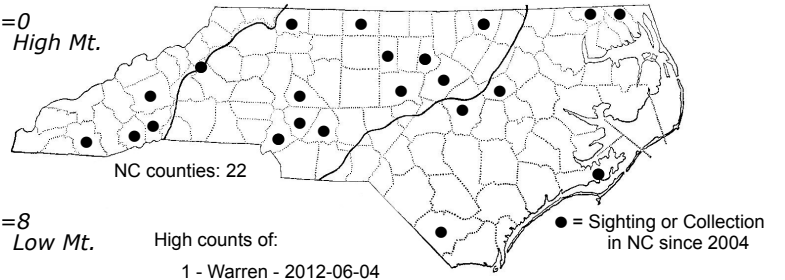 =0
High Mt.
NC counties: 22
=8
Low Mt.
High counts of:
1 - Warren - 2012-06-04
= Sighting or Collection
in NC since 2004